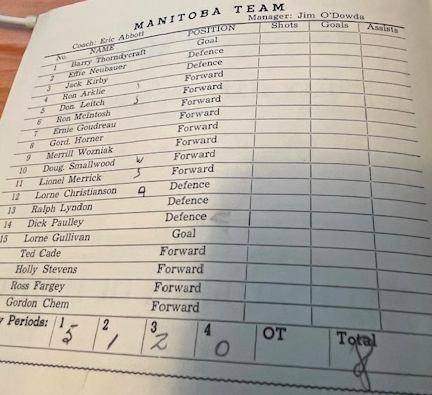 MANITOBA TEAM
Coach: Eric Abbott Manager: Jim O'Dowda
No. NAME POSITION Shots Goals Assists
1 Barry Thorndycraft Goal
2 Effie Neubauer Defence
3 Jack Kirby Defence
4 Ron Arklie Forward
5 Don. Leitch Forward
6 Ron McIntosh Forward
7 Ernie Goudreau Forward
8 Gord. Horner Forward
9 Merrill Wozniak Forward
10 Doug. Smallwood Forward
11 Lionel Merrick Forward
12 Lorne Christianson Defence
13 Ralph Lyndon Defence
14 Dick Paulley Defence
15 Lorne Gullivan Goal
Ted Cade Forward
Holly Stevens Forward
Ross Fargey Forward
Gordon Chem Forward
Periods: 1 5 2 1 3 2 4 0 OT Total 8